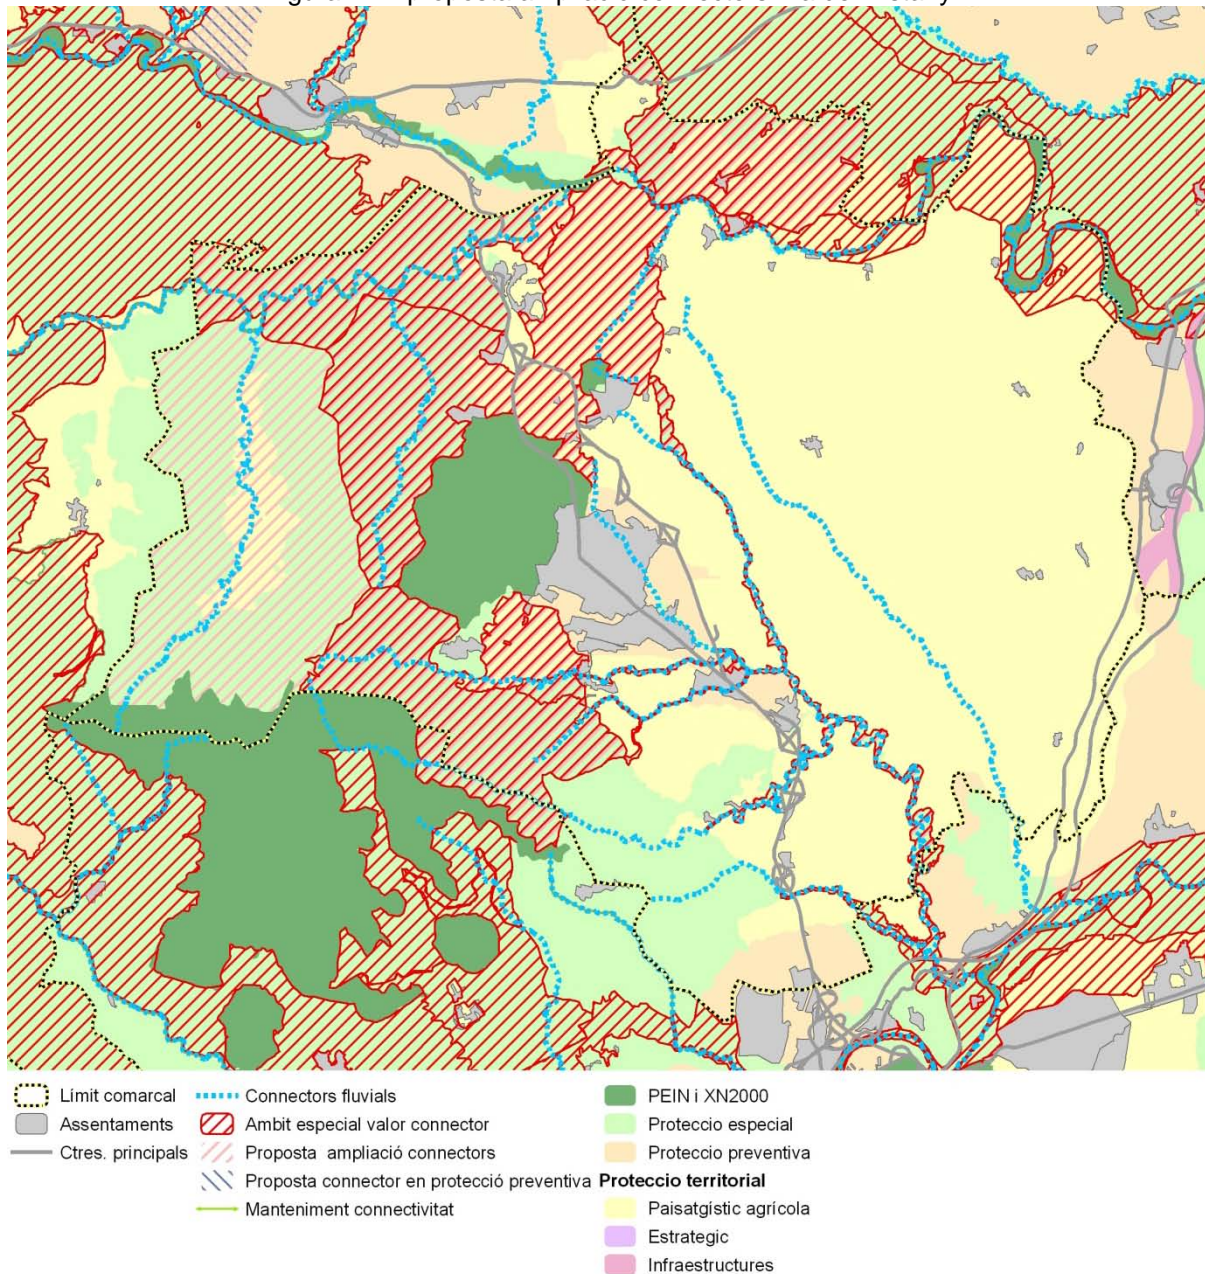 Límit comarcal
Assentaments
Ctres. principals
Connectors fluvials
Ambit especial valor connector
Proposta ampliació connectors
Proposta connector en protecció preventiva
Manteniment connectivitat
PEIN i XN2000
Proteccio especial
Proteccio preventiva
Proteccio territorial
Paisatgístic agrícola
Estrategic
Infraestructures